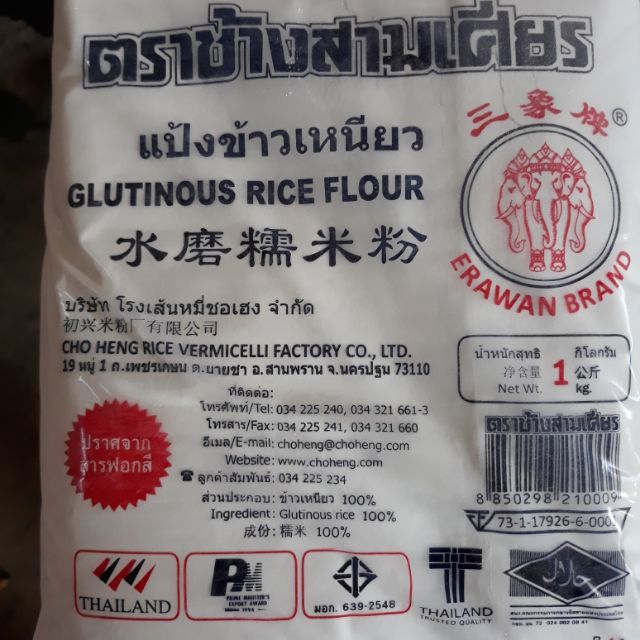 ตราช้างสามเศียร
แป้งข้าวเหนียว
GLUTINOUS RICE FLOUR
水磨糯米粉
三象牌®
ERAWAN BRAND
บริษัท โรงเส้นหมี่ชอเฮง จำกัด
初兴米粉厂有限公司
CHO HENG RICE VERMICELLI FACTORY CO., LTD.
19 หมู่ 1 ถ.เพชรเกษม ต.ยายชา อ.สามพราน จ.นครปฐม 73110
น้ำหนักสุทธิ 1 กิโลกรัม
净含量 公斤
Net Wt. kg.
ที่ติดต่อ:
โทรศัพท์/Tel: 034 225 240, 034 321 661-3
โทรสาร/Fax: 034 225 241, 034 321 660
อีเมล/E-mail: choheng@choheng.com
Website: www.choheng.com
ลูกค้าสัมพันธ์: 034 225 234
ส่วนประกอบ: ข้าวเหนียว 100%
Ingredient: Glutinous rice 100%
成份: 糯米 100%
ปราศจาก
สารฟอกสี
ตราช้างสามเศียร
8 850298 210009
73-1-17926-6-000
THAILAND
PM
PRIME MINISTER'S
EXPORT AWARD
1994
มอก. 639-2548
THAILAND
TRUSTED QUALITY
حلال